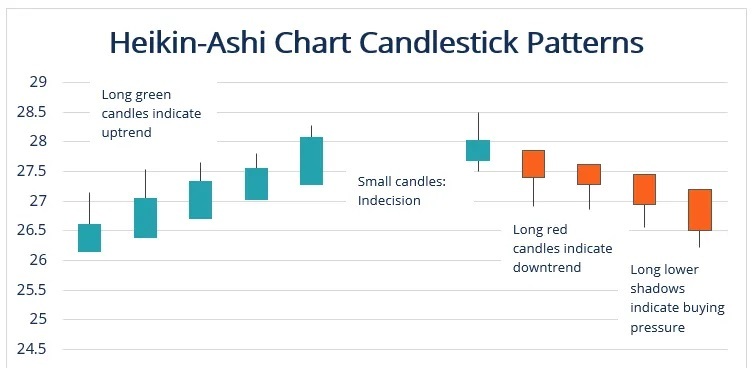 Heikin-Ashi Chart Candlestick Patterns
29
28.5
28
27.5
27
26.5
26
25.5
25
24.5
Long green
candles indicate
uptrend
Small candles:
Indecision
Long red
candles indicate
downtrend
Long lower
shadows
indicate buying
pressure